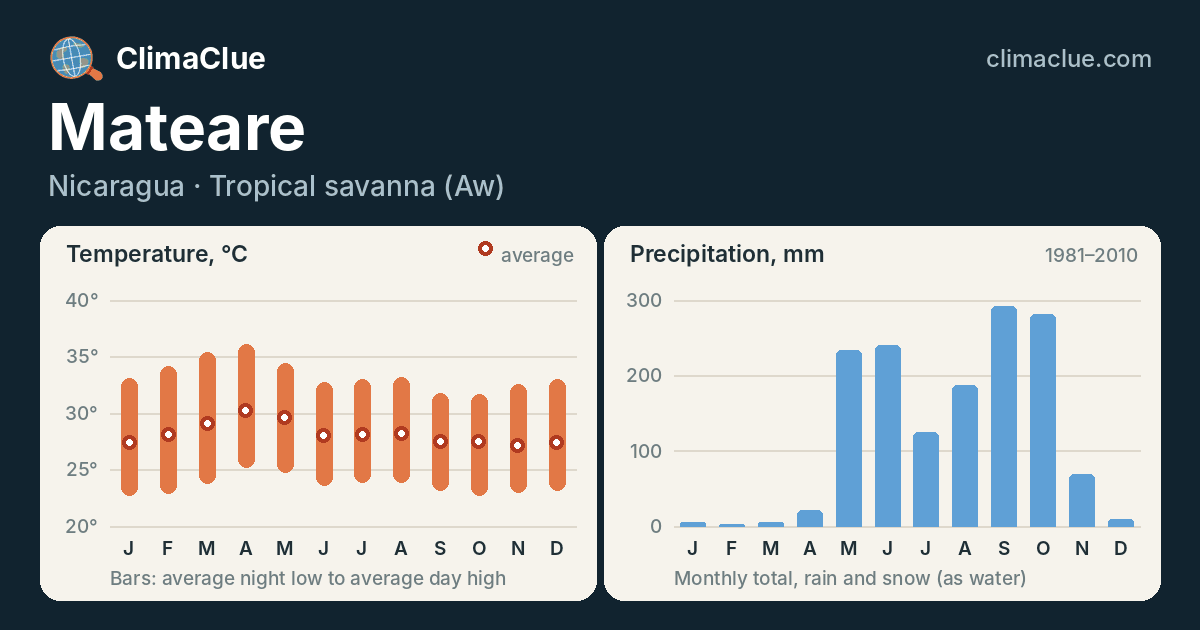 ClimaClue
climaclue.com
Mateare
Nicaragua · Tropical savanna (Aw)
Temperature, °C
average
40°
35°
30°
25°
20°
J F M A M J J A S O N D
Bars: average night low to average day high
Precipitation, mm
1981–2010
300
200
100
0
J F M A M J J A S O N D
Monthly total, rain and snow (as water)